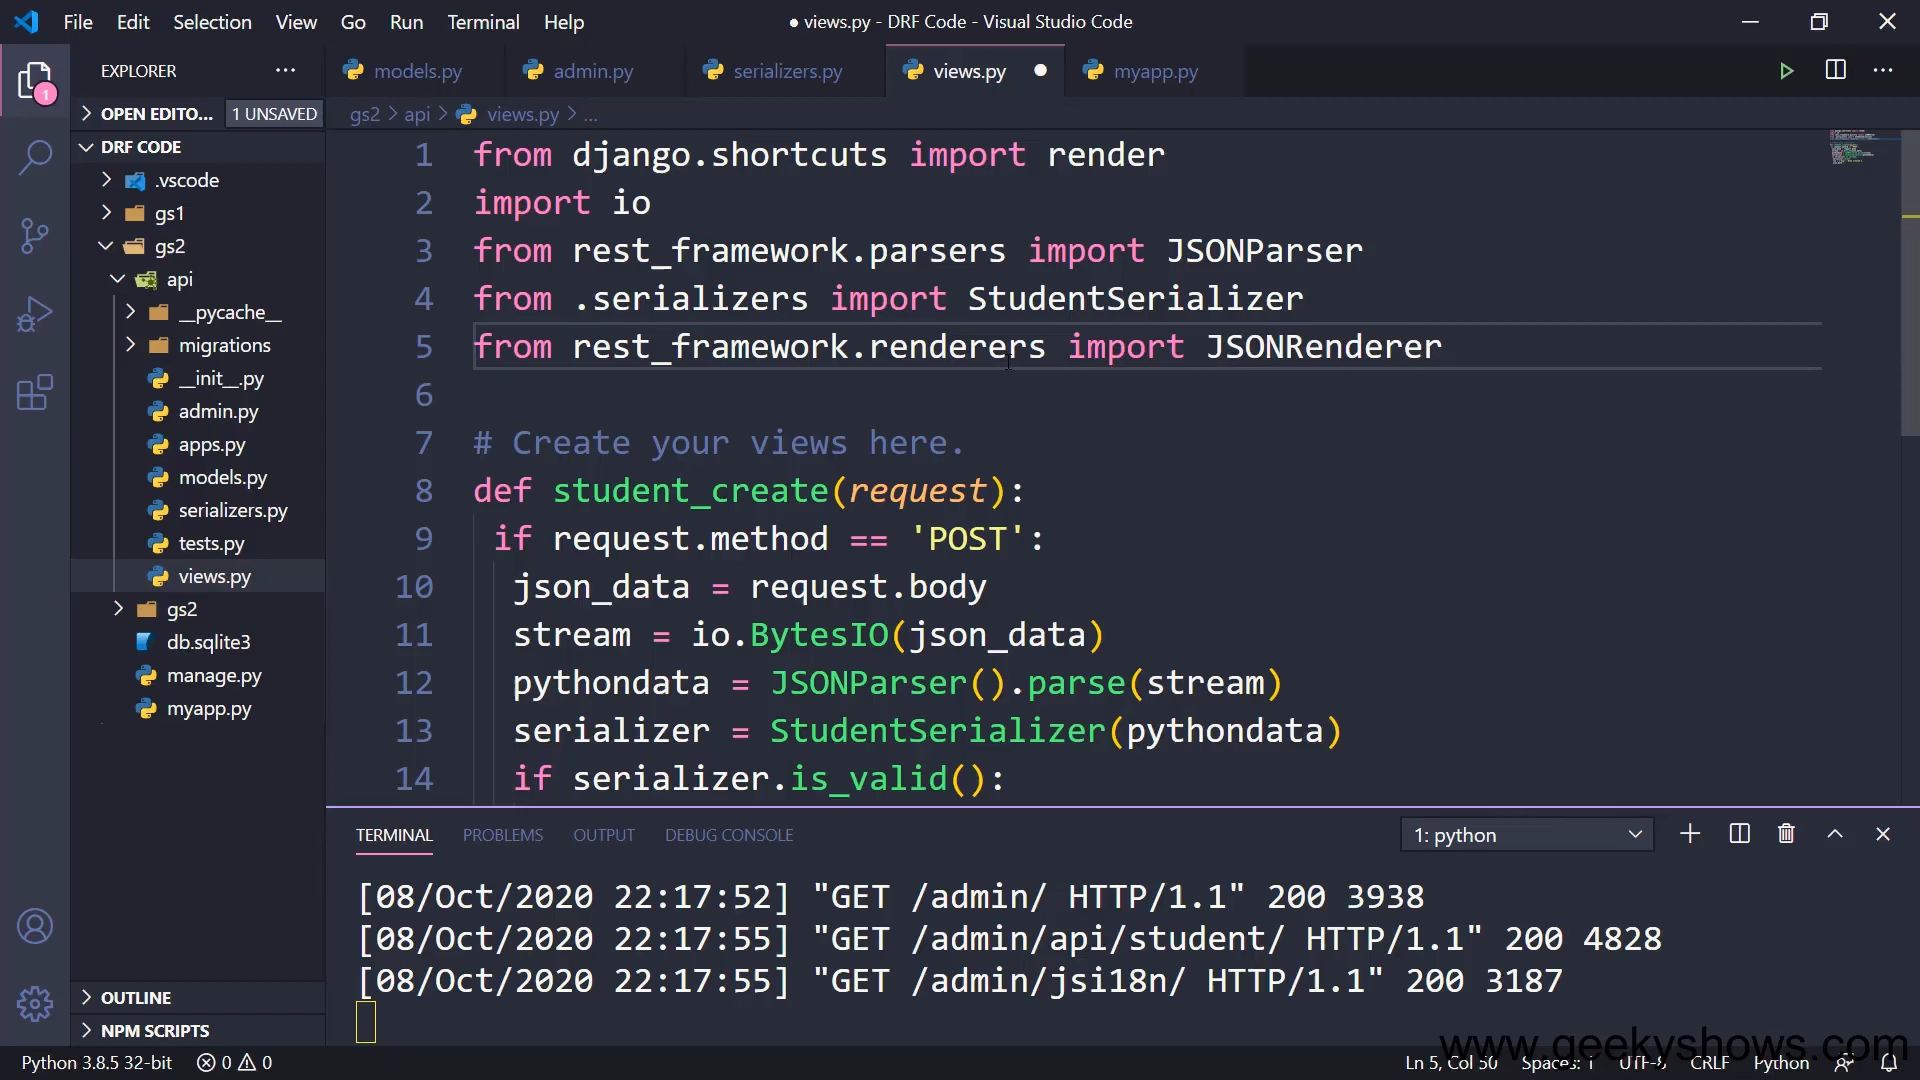 File Edit Selection View Go Run Terminal Help
● views.py - DRF Code - Visual Studio Code
EXPLORER
models.py admin.py serializers.py views.py myapp.py
OPEN EDITO... 1 UNSAVED
gs2 > api > views.py > ...
DRF CODE
.vscode
gs1
gs2
api
__pycache__
migrations
__init__.py
admin.py
apps.py
models.py
serializers.py
tests.py
views.py
gs2
db.sqlite3
manage.py
myapp.py
OUTLINE
NPM SCRIPTS
1 from django.shortcuts import render
2 import io
3 from rest_framework.parsers import JSONParser
4 from .serializers import StudentSerializer
5 from rest_framework.renderers import JSONRenderer
6
7 # Create your views here.
8 def student_create(request):
9 if request.method == 'POST':
10 json_data = request.body
11 stream = io.BytesIO(json_data)
12 pythondata = JSONParser().parse(stream)
13 serializer = StudentSerializer(pythondata)
14 if serializer.is_valid():
TERMINAL PROBLEMS OUTPUT DEBUG CONSOLE
1: python
[08/Oct/2020 22:17:52] "GET /admin/ HTTP/1.1" 200 3938
[08/Oct/2020 22:17:55] "GET /admin/api/student/ HTTP/1.1" 200 4828
[08/Oct/2020 22:17:55] "GET /admin/jsi18n/ HTTP/1.1" 200 3187
www.geekyshows.com
Python 3.8.5 32-bit 0 0
Ln 5, Col 50 Spaces: 1 UTF-8 CRLF Python
1